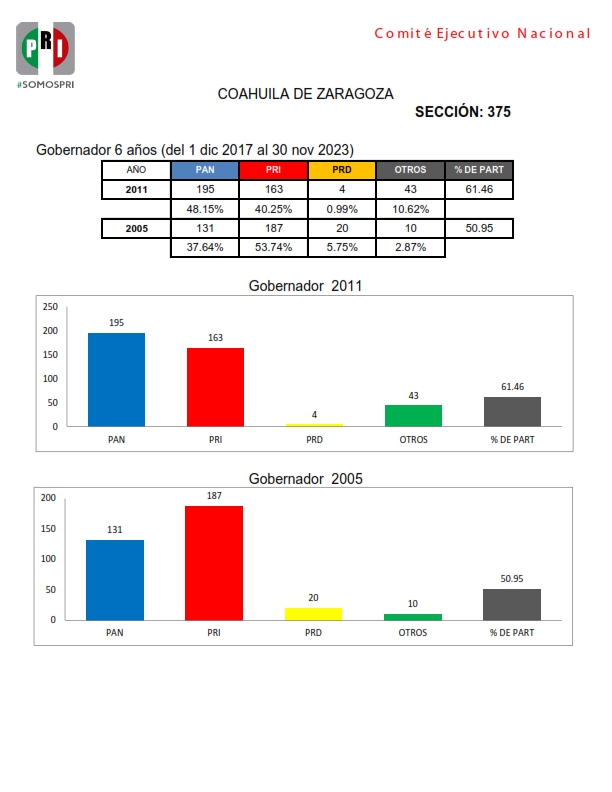 Comité Ejecutivo Nacional
PRI
#SOMOSPRI
COAHUILA DE ZARAGOZA
SECCIÓN: 375
Gobernador 6 años (del 1 dic 2017 al 30 nov 2023)
AÑO PAN PRI PRD OTROS % DE PART
2011 195 163 4 43 61.46
48.15% 40.25% 0.99% 10.62%
2005 131 187 20 10 50.95
37.64% 53.74% 5.75% 2.87%
Gobernador 2011
250
200
150
100
50
0
195
163
4
43
61.46
PAN PRI PRD OTROS % DE PART
Gobernador 2005
200
150
100
50
0
131
187
20
10
50.95
PAN PRI PRD OTROS % DE PART